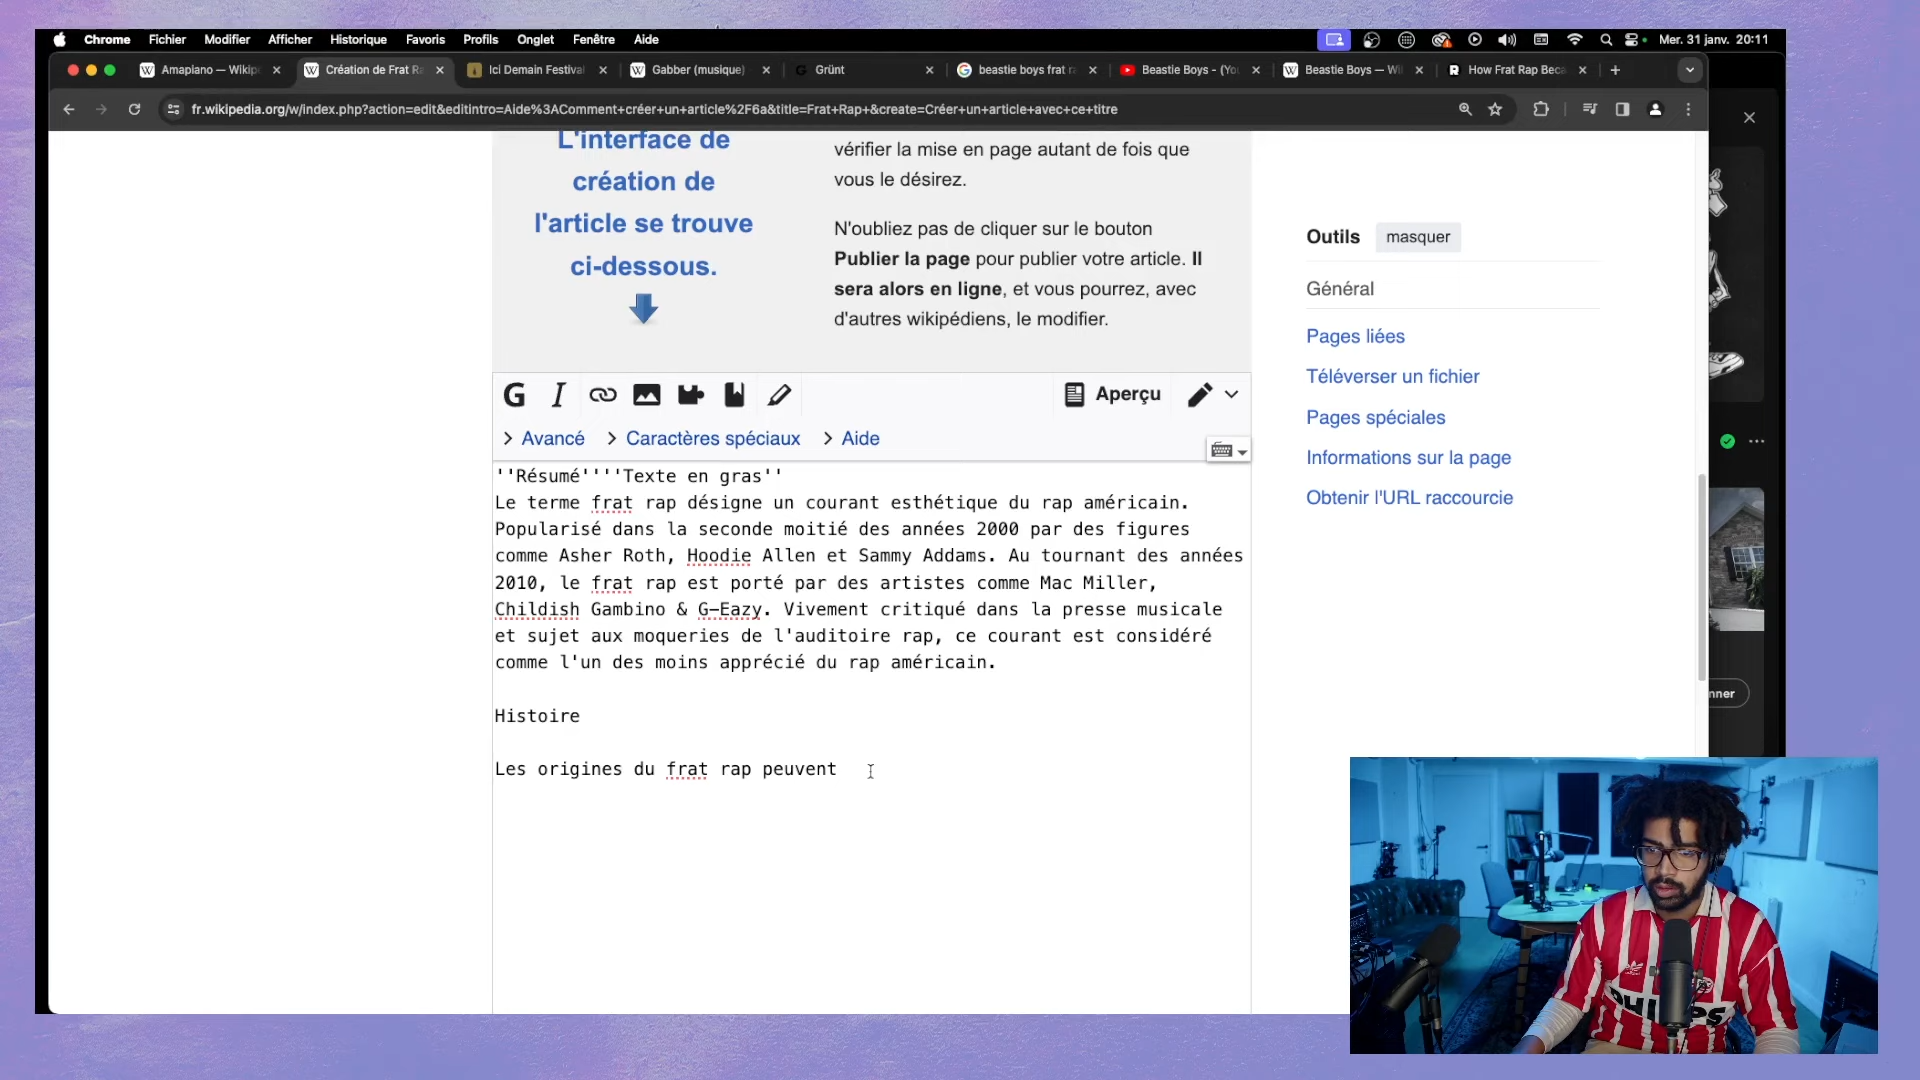 Chrome Fichier Modifier Afficher Historique Favoris Profils Onglet Fenêtre Aide Mer. 31 janv. 20:11
Amapiano — Wikip Création de Frat Ra Ici Demain Festival Gabber (musique) Grünt beastie boys frat ra Beastie Boys - (Yo Beastie Boys — Wi How Frat Rap Beca
fr.wikipedia.org/w/index.php?action=edit&editintro=Aide%3AComment+créer+un+article%2F6a&title=Frat+Rap+&create=Créer+un+article+avec+ce+titre
L'interface de
création de
l'article se trouve
ci-dessous.
vérifier la mise en page autant de fois que
vous le désirez.
N'oubliez pas de cliquer sur le bouton
Publier la page pour publier votre article. Il
sera alors en ligne, et vous pourrez, avec
d'autres wikipédiens, le modifier.
Outils masquer
Général
Pages liées
Téléverser un fichier
Pages spéciales
Informations sur la page
Obtenir l'URL raccourcie
G I Aperçu
Avancé Caractères spéciaux Aide
''Résumé''''Texte en gras''
Le terme frat rap désigne un courant esthétique du rap américain.
Popularisé dans la seconde moitié des années 2000 par des figures
comme Asher Roth, Hoodie Allen et Sammy Addams. Au tournant des années
2010, le frat rap est porté par des artistes comme Mac Miller,
Childish Gambino & G-Eazy. Vivement critiqué dans la presse musicale
et sujet aux moqueries de l'auditoire rap, ce courant est considéré
comme l'un des moins apprécié du rap américain.
Histoire
Les origines du frat rap peuvent
nner
PHILIPS